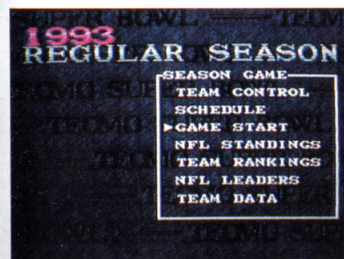 1993
REGULAR SEASON
SEASON GAME
TEAM CONTROL
SCHEDULE
▶GAME START
NFL STANDINGS
TEAM RANKINGS
NFL LEADERS
TEAM DATA